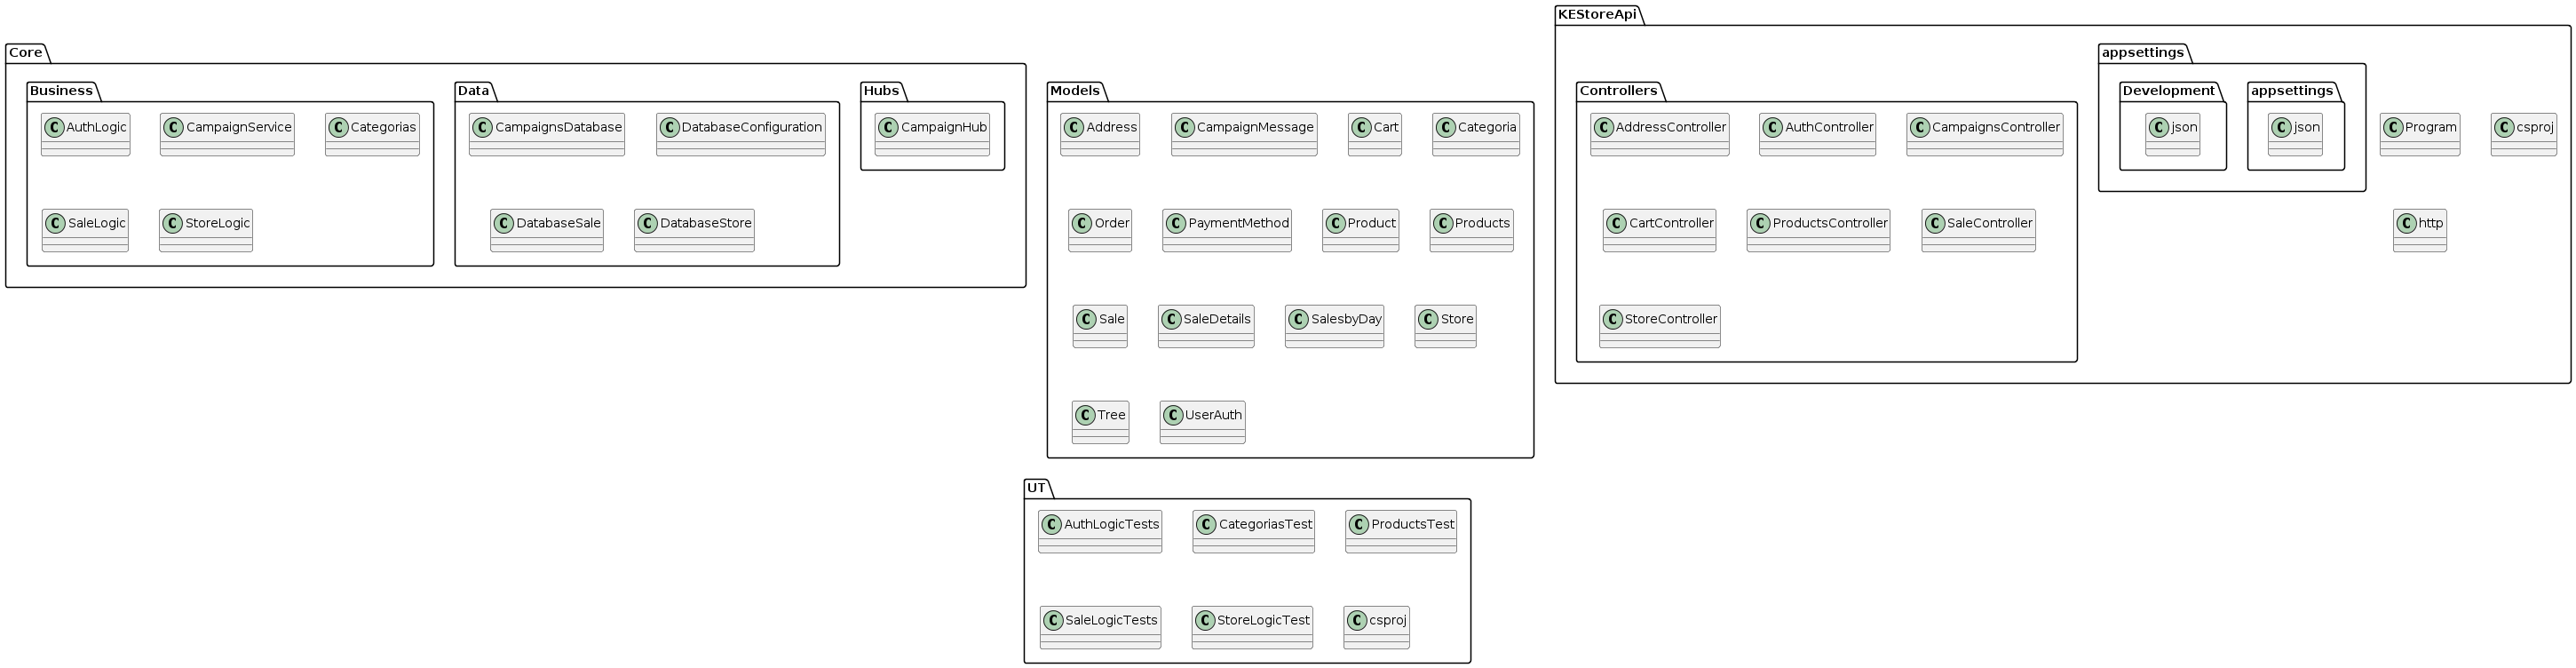 Core
Business
C AuthLogic
C CampaignService
C Categorias
C SaleLogic
C StoreLogic
Data
C CampaignsDatabase
C DatabaseConfiguration
C DatabaseSale
C DatabaseStore
Hubs
C CampaignHub
Models
C Address
C CampaignMessage
C Cart
C Categoria
C Order
C PaymentMethod
C Product
C Products
C Sale
C SaleDetails
C SalesbyDay
C Store
C Tree
C UserAuth
KEStoreApi
Controllers
C AddressController
C AuthController
C CampaignsController
C CartController
C ProductsController
C SaleController
C StoreController
appsettings
Development
C json
appsettings
C json
C Program
C csproj
C http
UT
C AuthLogicTests
C CategoriasTest
C ProductsTest
C SaleLogicTests
C StoreLogicTest
C csproj